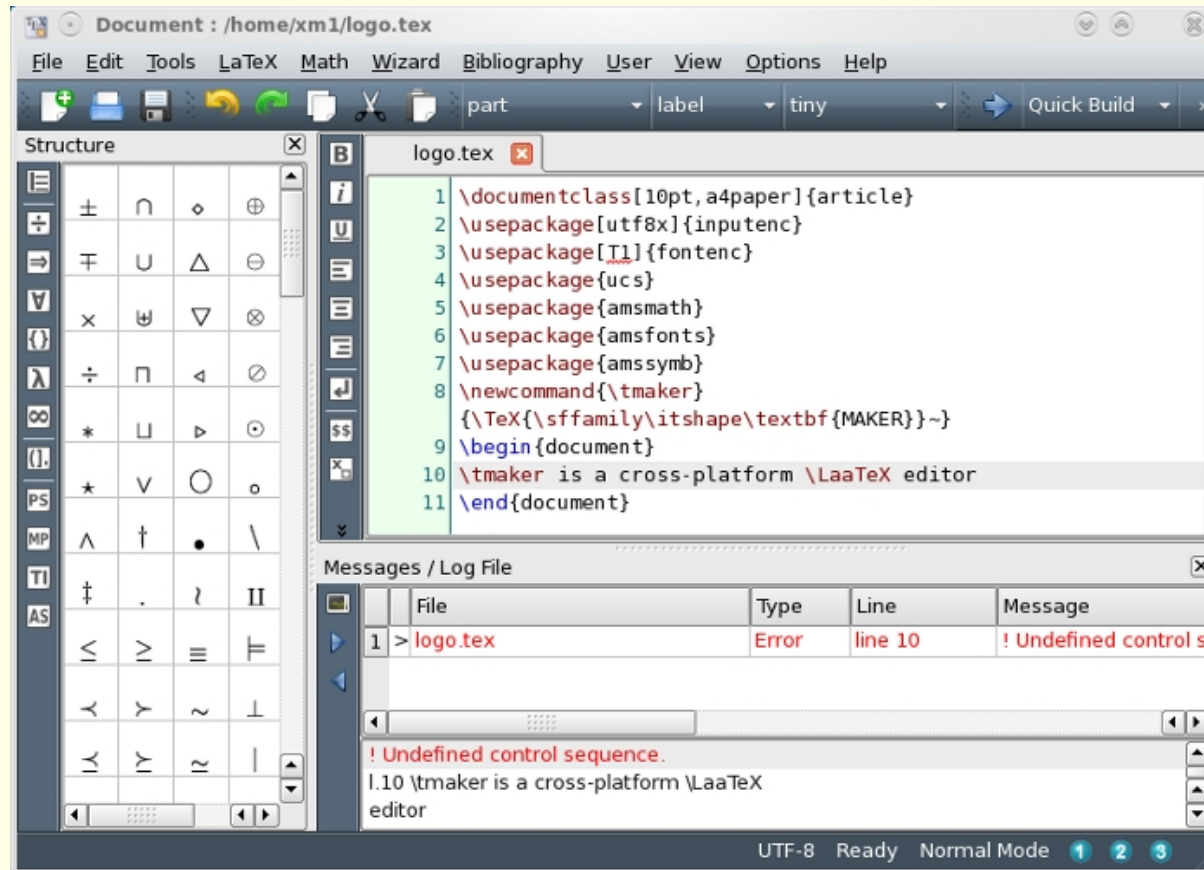 Document : /home/xm1/logo.tex
File Edit Tools LaTeX Math Wizard Bibliography User View Options Help
part label tiny Quick Build
Structure
B
i
U
$$
PS
MP
TI
AS
logo.tex
1 \documentclass[10pt,a4paper]{article}
2 \usepackage[utf8x]{inputenc}
3 \usepackage[T1]{fontenc}
4 \usepackage{ucs}
5 \usepackage{amsmath}
6 \usepackage{amsfonts}
7 \usepackage{amssymb}
8 \newcommand{\tmaker}
{\TeX{\sffamily\itshape\textbf{MAKER}}~}
9 \begin{document}
10 \tmaker is a cross-platform \LaaTeX editor
11 \end{document}
Messages / Log File
File Type Line Message
1 > logo.tex Error line 10 ! Undefined control s
! Undefined control sequence.
l.10 \tmaker is a cross-platform \LaaTeX
editor
UTF-8 Ready Normal Mode 1 2 3